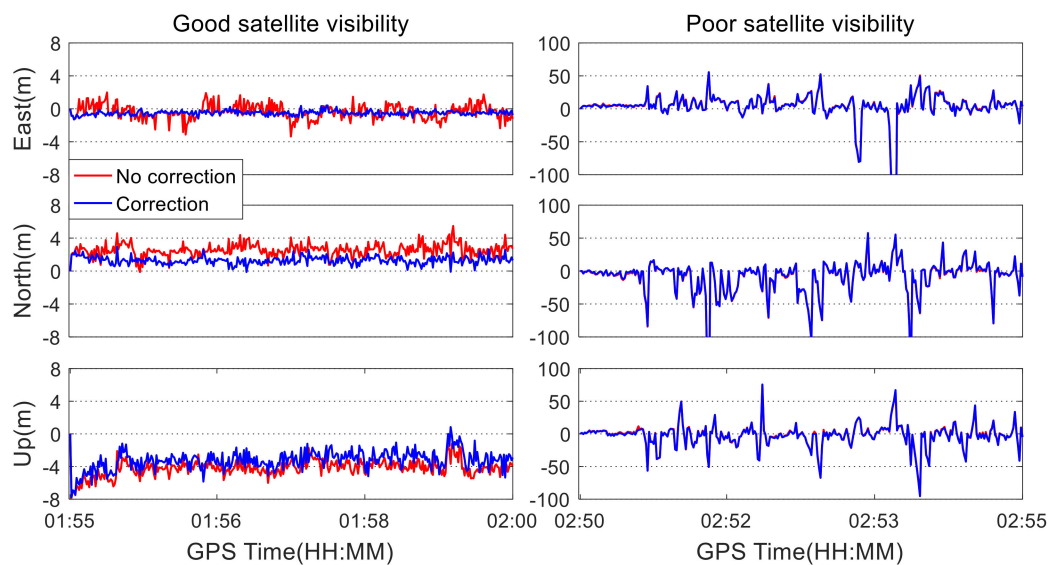 Good satellite visibility
Poor satellite visibility
East(m)
8
4
0
-4
-8
100
50
0
-50
-100
No correction
Correction
North(m)
8
4
0
-4
-8
100
50
0
-50
-100
Up(m)
8
4
0
-4
-8
100
50
0
-50
-100
01:55 01:56 01:58 02:00
02:50 02:52 02:53 02:55
GPS Time(HH:MM)
GPS Time(HH:MM)